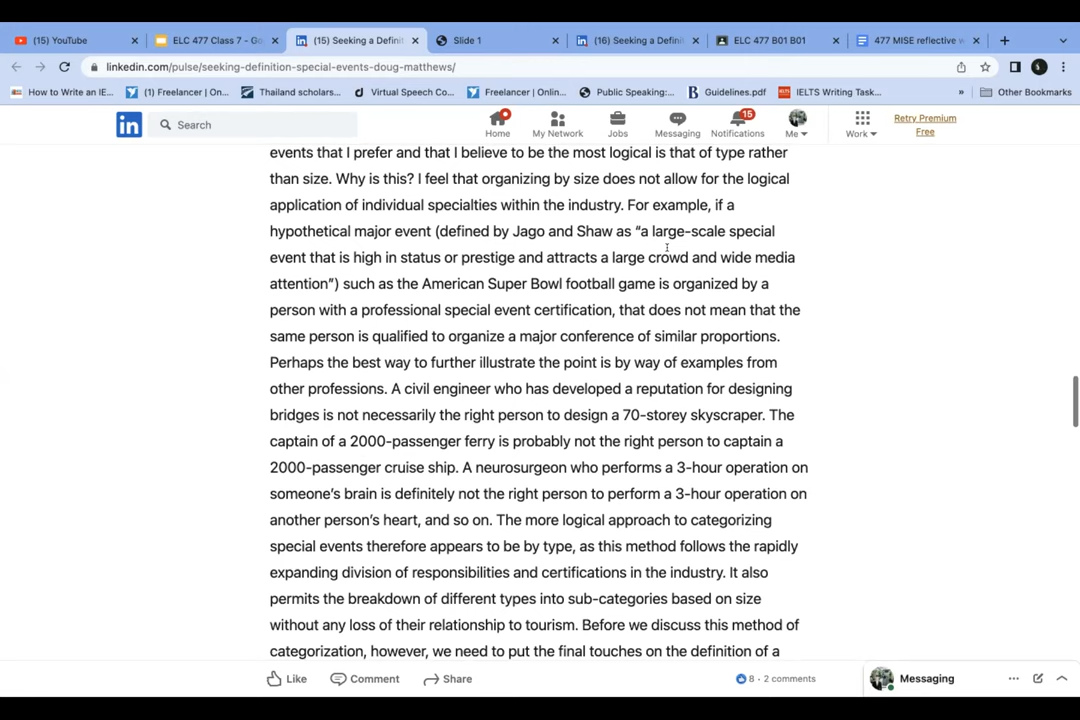 (15) YouTube
ELC 477 Class 7 - Go
(15) Seeking a Definit
Slide 1
(16) Seeking a Definit
ELC 477 B01 B01
477 MISE reflective w
linkedin.com/pulse/seeking-definition-special-events-doug-matthews/
How to Write an IE...
(1) Freelancer | On...
Thailand scholars...
Virtual Speech Co...
Freelancer | Onlin...
Public Speaking:...
Guidelines.pdf
IELTS Writing Task...
»
Other Bookmarks
in
Search
Home
My Network
Jobs
Messaging
15
Notifications
Me
Work
Retry Premium
Free
events that I prefer and that I believe to be the most logical is that of type rather
than size. Why is this? I feel that organizing by size does not allow for the logical
application of individual specialties within the industry. For example, if a
hypothetical major event (defined by Jago and Shaw as “a large-scale special
event that is high in status or prestige and attracts a large crowd and wide media
attention”) such as the American Super Bowl football game is organized by a
person with a professional special event certification, that does not mean that the
same person is qualified to organize a major conference of similar proportions.
Perhaps the best way to further illustrate the point is by way of examples from
other professions. A civil engineer who has developed a reputation for designing
bridges is not necessarily the right person to design a 70-storey skyscraper. The
captain of a 2000-passenger ferry is probably not the right person to captain a
2000-passenger cruise ship. A neurosurgeon who performs a 3-hour operation on
someone’s brain is definitely not the right person to perform a 3-hour operation on
another person’s heart, and so on. The more logical approach to categorizing
special events therefore appears to be by type, as this method follows the rapidly
expanding division of responsibilities and certifications in the industry. It also
permits the breakdown of different types into sub-categories based on size
without any loss of their relationship to tourism. Before we discuss this method of
categorization, however, we need to put the final touches on the definition of a
Like
Comment
Share
8 · 2 comments
Messaging